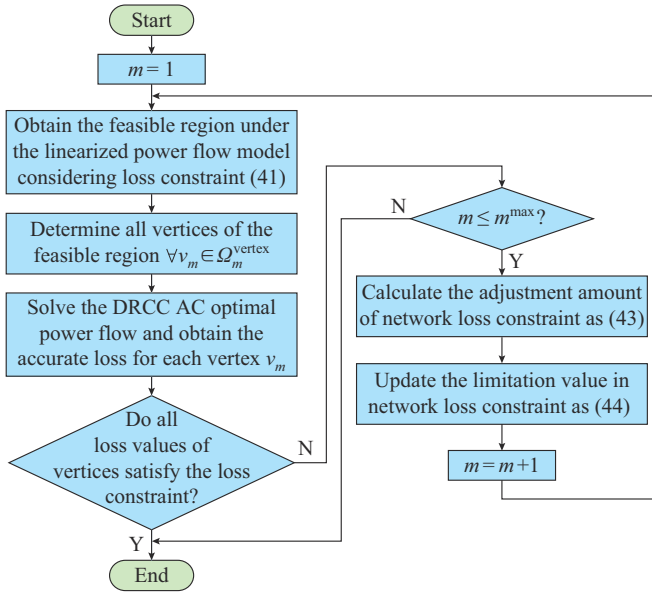 Start
m = 1
Obtain the feasible region under
the linearized power flow model
considering loss constraint (41)
Determine all vertices of the
feasible region ∀v_m ∈ Ω_m^vertex
Solve the DRCC AC optimal
power flow and obtain the
accurate loss for each vertex v_m
Do all
loss values of
vertices satisfy the loss
constraint?
N
Y
End
m ≤ m^max?
N
Y
Calculate the adjustment amount
of network loss constraint as (43)
Update the limitation value in
network loss constraint as (44)
m = m+1